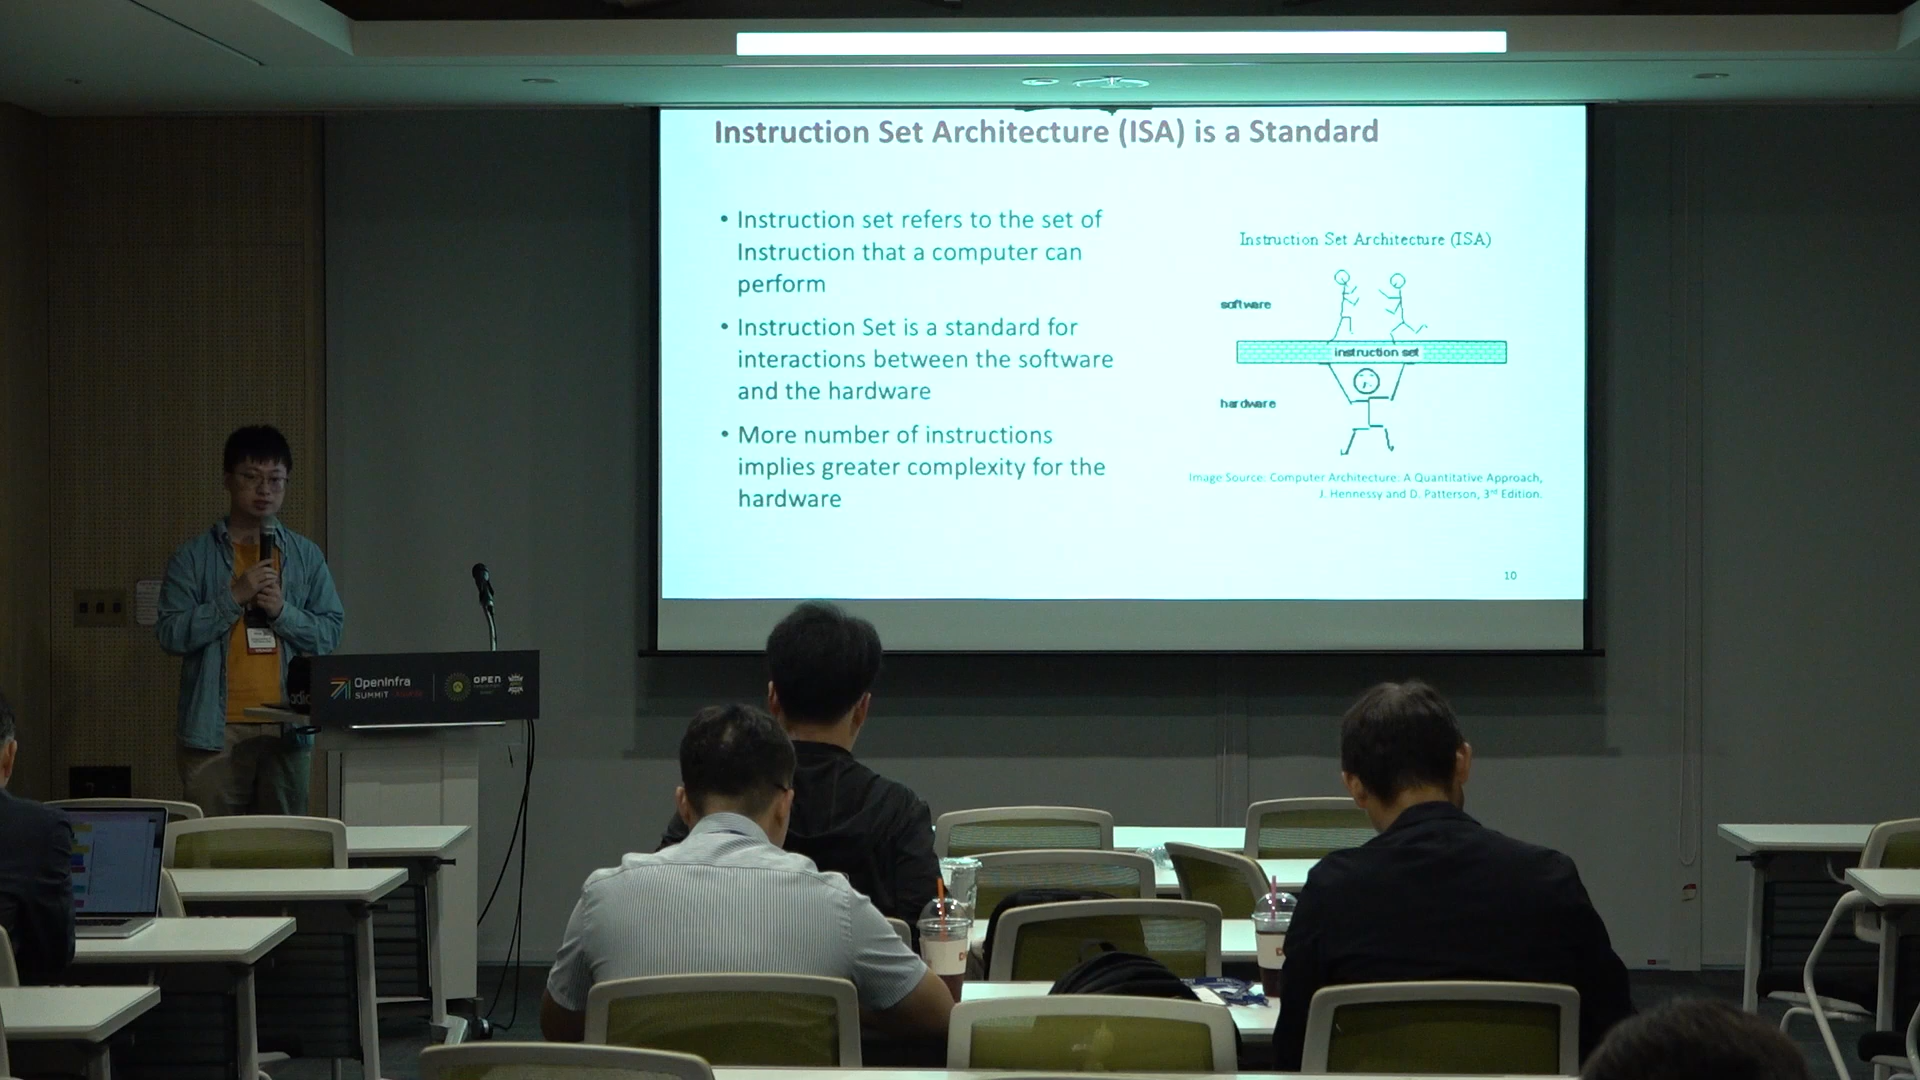 Instruction Set Architecture (ISA) is a Standard
• Instruction set refers to the set of
Instruction that a computer can
perform
• Instruction Set is a standard for
interactions between the software
and the hardware
• More number of instructions
implies greater complexity for the
hardware
Instruction Set Architecture (ISA)
software
instruction set
hardware
Image Source: Computer Architecture: A Quantitative Approach,
J. Hennessy and D. Patterson, 3rd Edition.
10
OpenInfra
SUMMIT
OPEN